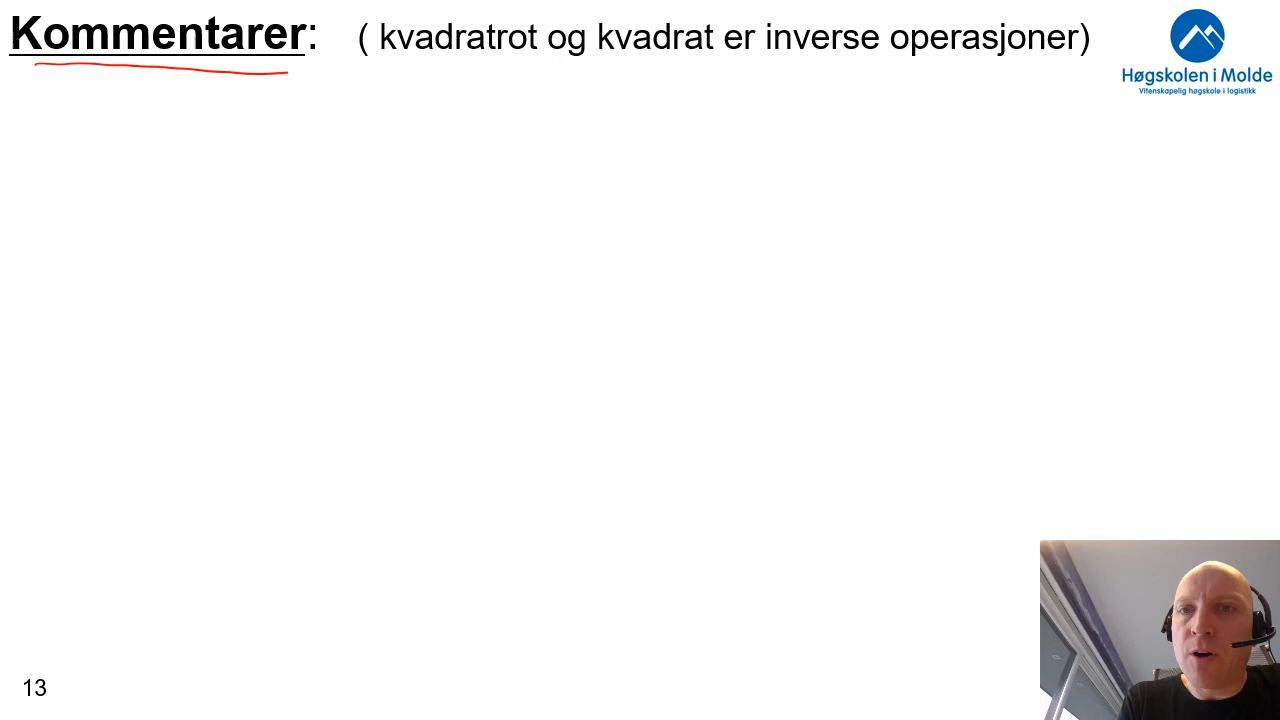 Kommentarer: ( kvadratrot og kvadrat er inverse operasjoner)
Høgskolen i Molde
Vitenskapelig høgskole i logistikk
13